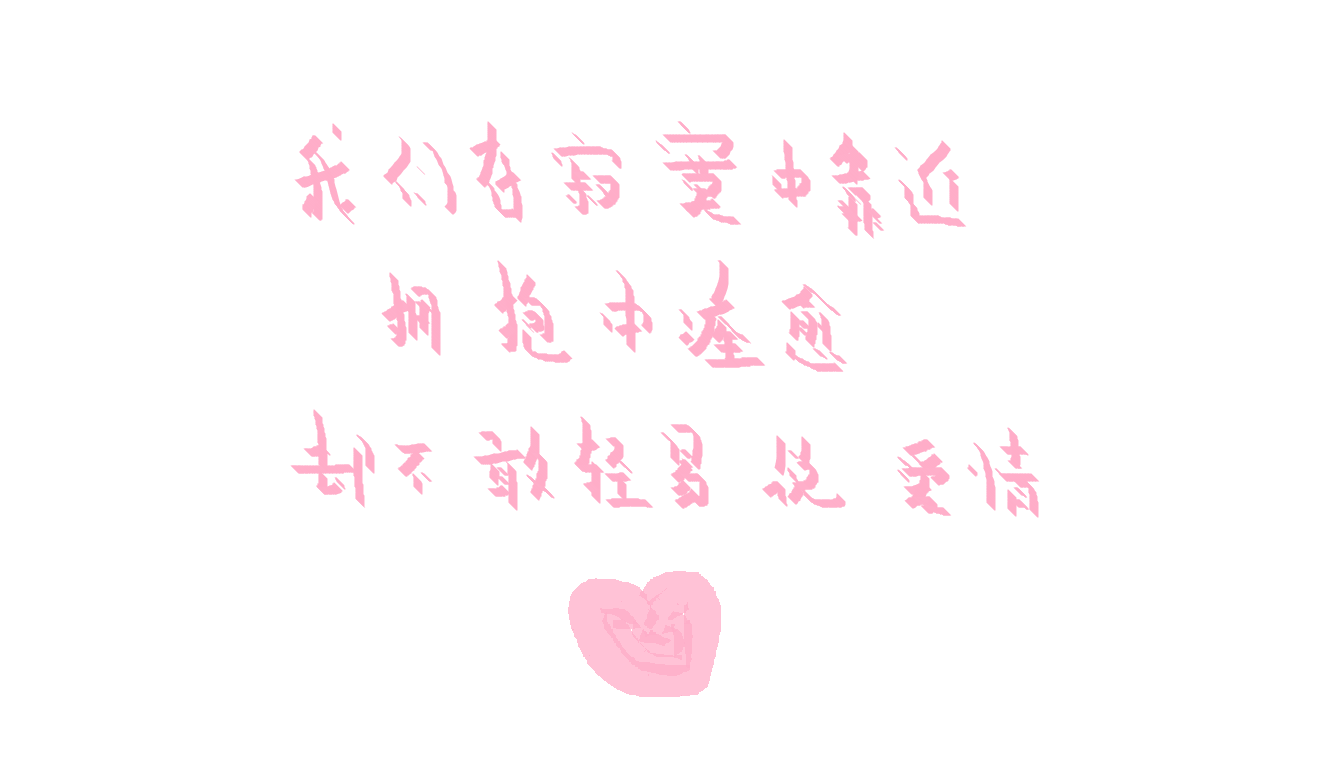 我们在寂寞中靠近
拥抱中痊愈
却不敢轻易说爱情